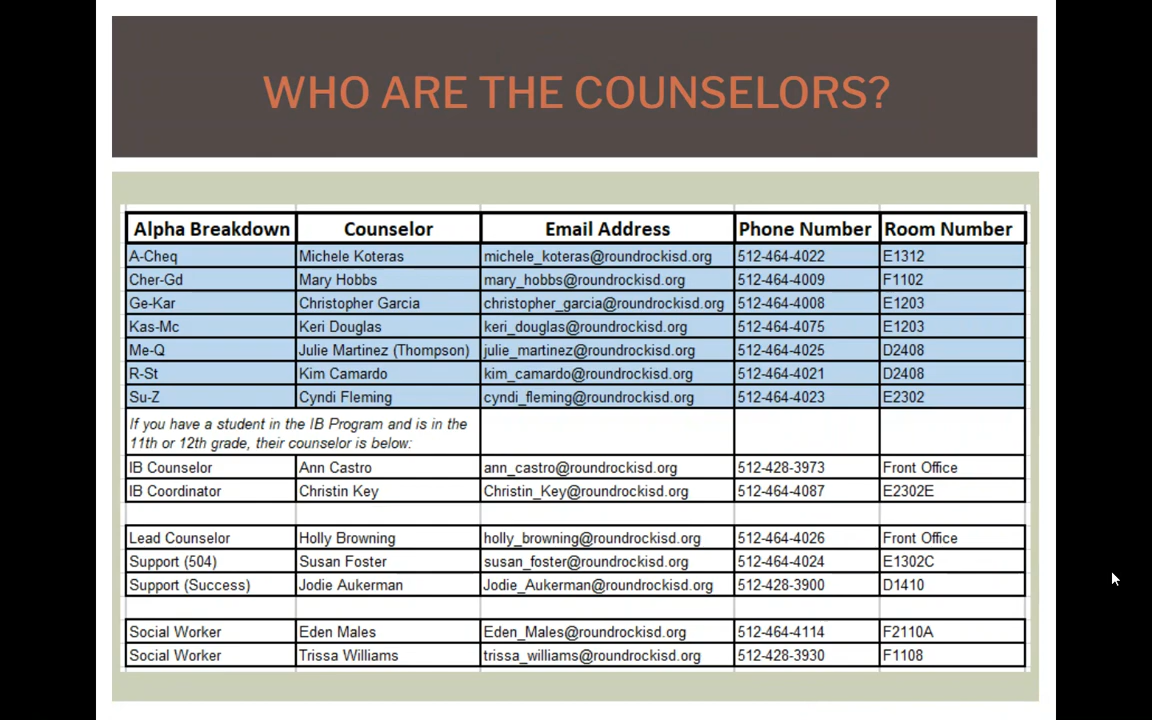 WHO ARE THE COUNSELORS?
Alpha Breakdown Counselor Email Address Phone Number Room Number
A-Cheq Michele Koteras michele_koteras@roundrockisd.org 512-464-4022 E1312
Cher-Gd Mary Hobbs mary_hobbs@roundrockisd.org 512-464-4009 F1102
Ge-Kar Christopher Garcia christopher_garcia@roundrockisd.org 512-464-4008 E1203
Kas-Mc Keri Douglas keri_douglas@roundrockisd.org 512-464-4075 E1203
Me-Q Julie Martinez (Thompson) julie_martinez@roundrockisd.org 512-464-4025 D2408
R-St Kim Camardo kim_camardo@roundrockisd.org 512-464-4021 D2408
Su-Z Cyndi Fleming cyndi_fleming@roundrockisd.org 512-464-4023 E2302
If you have a student in the IB Program and is in the
11th or 12th grade, their counselor is below:
IB Counselor Ann Castro ann_castro@roundrockisd.org 512-428-3973 Front Office
IB Coordinator Christin Key Christin_Key@roundrockisd.org 512-464-4087 E2302E
Lead Counselor Holly Browning holly_browning@roundrockisd.org 512-464-4026 Front Office
Support (504) Susan Foster susan_foster@roundrockisd.org 512-464-4024 E1302C
Support (Success) Jodie Aukerman Jodie_Aukerman@roundrockisd.org 512-428-3900 D1410
Social Worker Eden Males Eden_Males@roundrockisd.org 512-464-4114 F2110A
Social Worker Trissa Williams trissa_williams@roundrockisd.org 512-428-3930 F1108